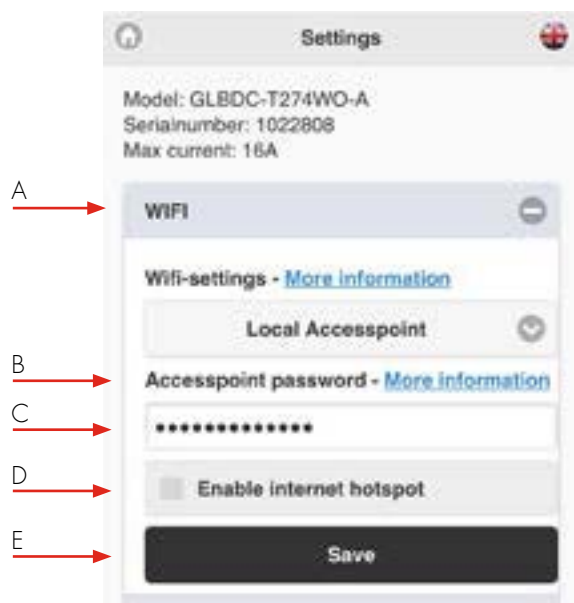 Settings
Model: GLBDC-T274WO-A
Serialnumber: 1022808
Max current: 16A
A
WIFI
Wifi-settings - More information
Local Accesspoint
B
Accesspoint password - More information
C
•••••••••••••
D
Enable internet hotspot
E
Save